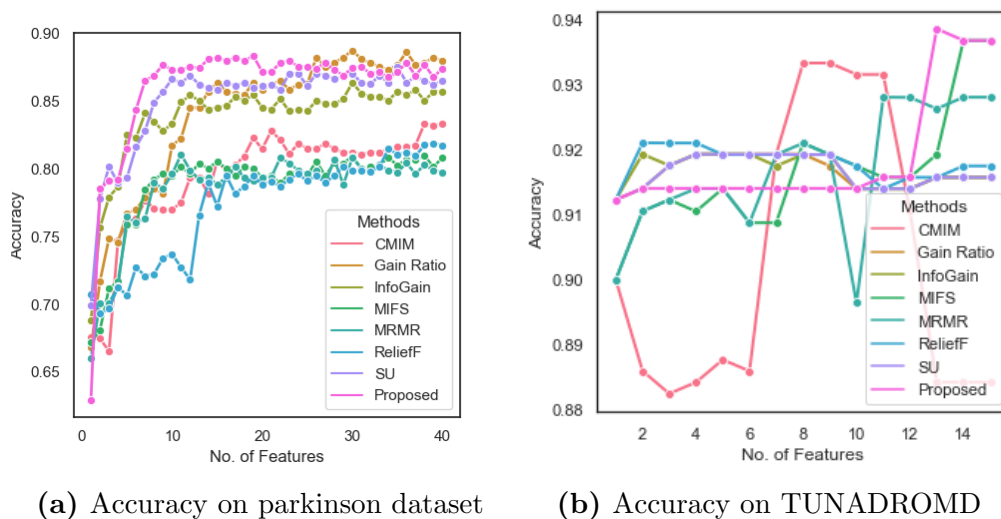 0.90
0.85
0.80
0.75
0.70
0.65
Accuracy
0 10 20 30 40
No. of Features
Methods
CMIM
Gain Ratio
InfoGain
MIFS
MRMR
ReliefF
SU
Proposed
(a) Accuracy on parkinson dataset
0.94
0.93
0.92
0.91
0.90
0.89
0.88
Accuracy
2 4 6 8 10 12 14
No. of Features
Methods
CMIM
Gain Ratio
InfoGain
MIFS
MRMR
ReliefF
SU
Proposed
(b) Accuracy on TUNADROMD